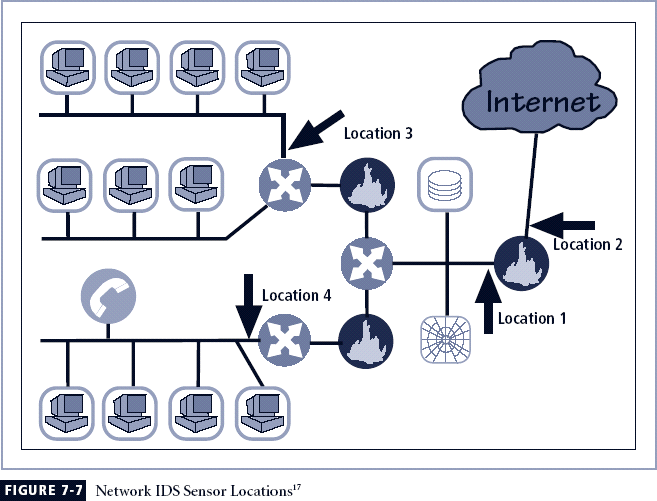 Internet
Location 3
Location 2
Location 4
Location 1
FIGURE 7-7 Network IDS Sensor Locations17